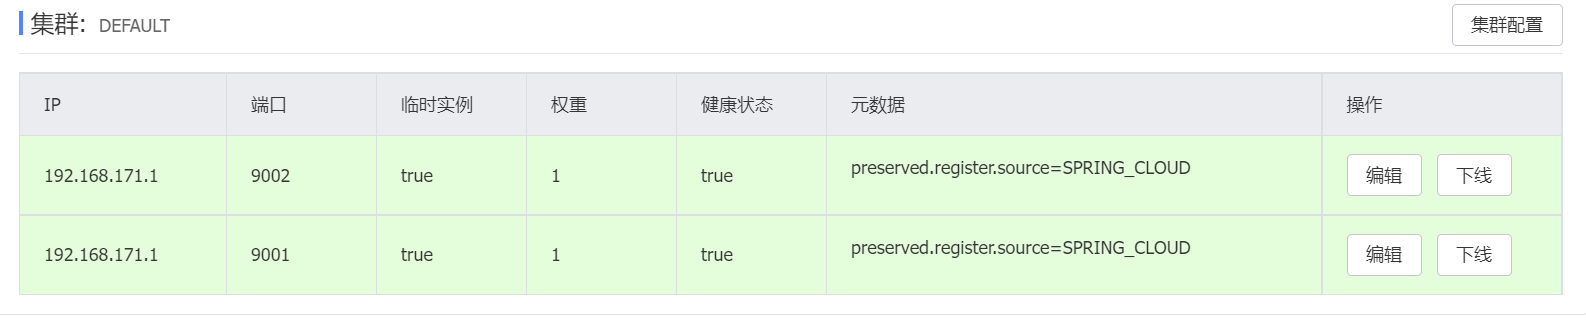 集群: DEFAULT 集群配置
IP 端口 临时实例 权重 健康状态 元数据 操作
192.168.171.1 9002 true 1 true preserved.register.source=SPRING_CLOUD 编辑 下线
192.168.171.1 9001 true 1 true preserved.register.source=SPRING_CLOUD 编辑 下线